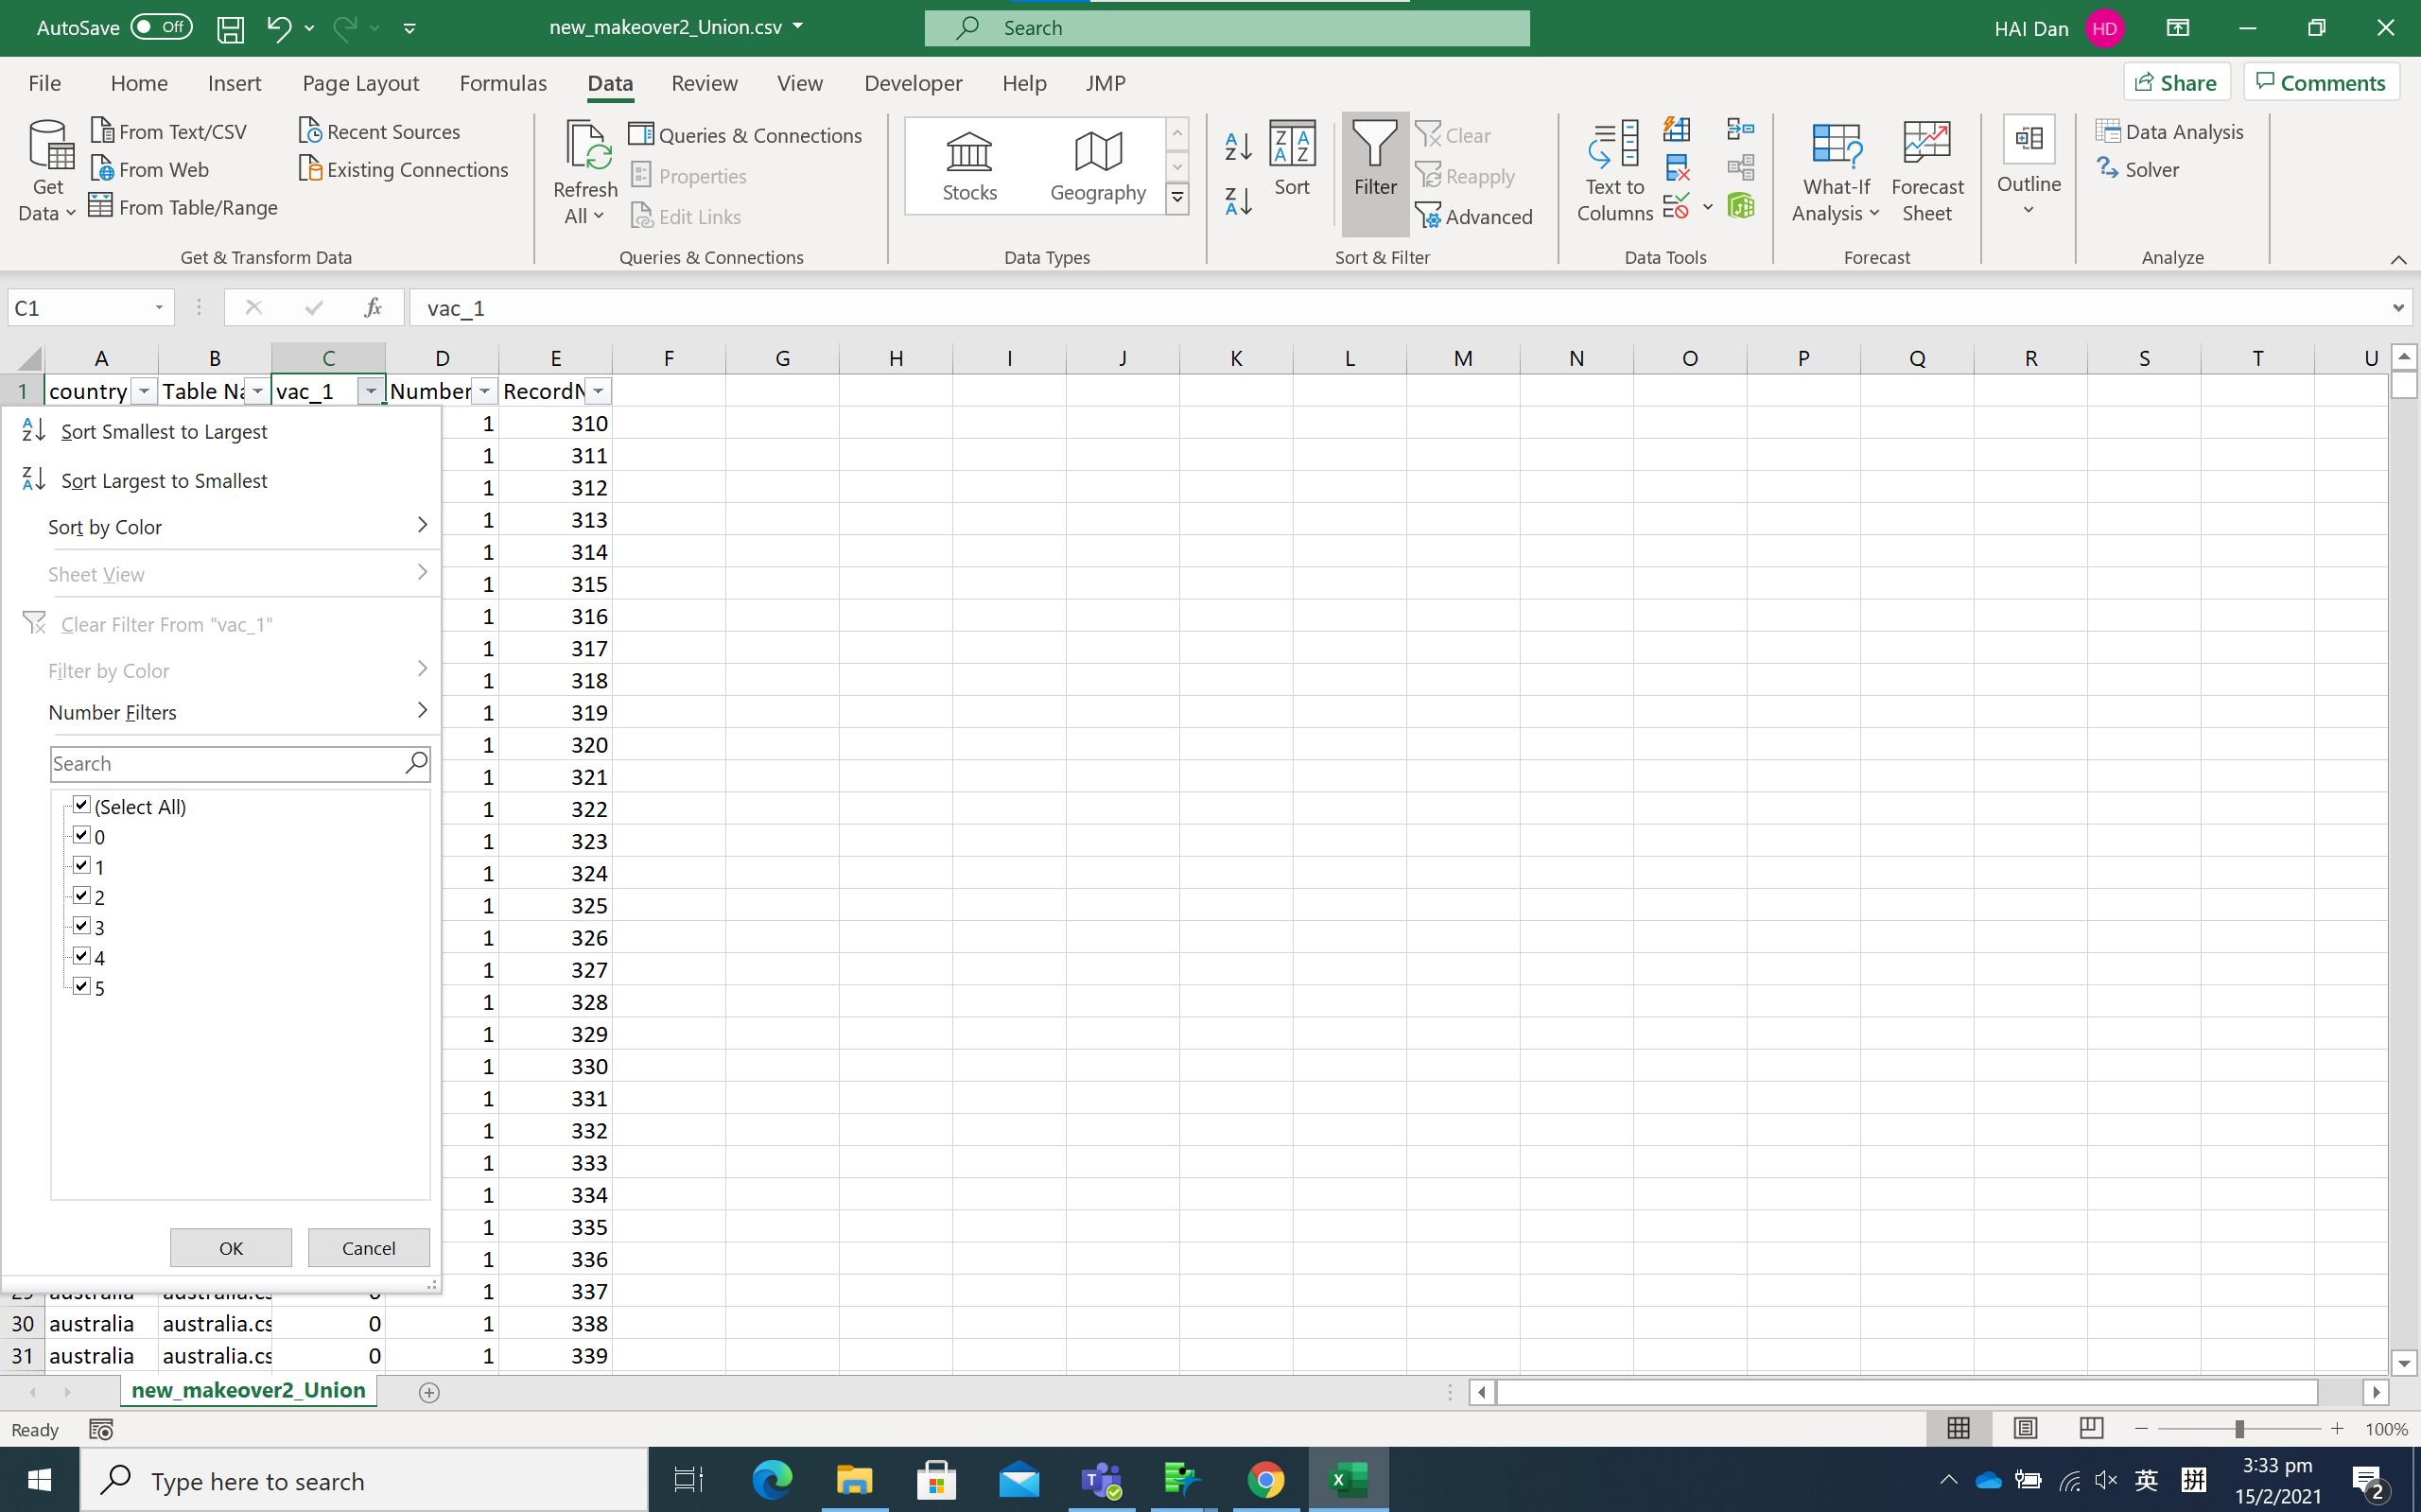 AutoSave Off new_makeover2_Union.csv Search HAI Dan HD
File Home Insert Page Layout Formulas Data Review View Developer Help JMP Share Comments
Get Data
From Text/CSV
From Web
From Table/Range
Recent Sources
Existing Connections
Get & Transform Data
Refresh All
Queries & Connections
Properties
Edit Links
Queries & Connections
Stocks Geography
Data Types
Sort
Filter
Clear
Reapply
Advanced
Sort & Filter
Text to Columns
Data Tools
What-If Analysis
Forecast Sheet
Forecast
Outline
Data Analysis
Solver
Analyze
C1 fx vac_1
A B C D E F G H I J K L M N O P Q R S T U
1 country Table Na vac_1 Number RecordN
Sort Smallest to Largest
Sort Largest to Smallest
Sort by Color
Sheet View
Clear Filter From "vac_1"
Filter by Color
Number Filters
Search
(Select All)
0
1
2
3
4
5
OK Cancel
1 310
1 311
1 312
1 313
1 314
1 315
1 316
1 317
1 318
1 319
1 320
1 321
1 322
1 323
1 324
1 325
1 326
1 327
1 328
1 329
1 330
1 331
1 332
1 333
1 334
1 335
1 336
29 australia australia.cs 0 1 337
30 australia australia.cs 0 1 338
31 australia australia.cs 0 1 339
new_makeover2_Union
Ready 100%
Type here to search
英 拼
3:33 pm
15/2/2021
2